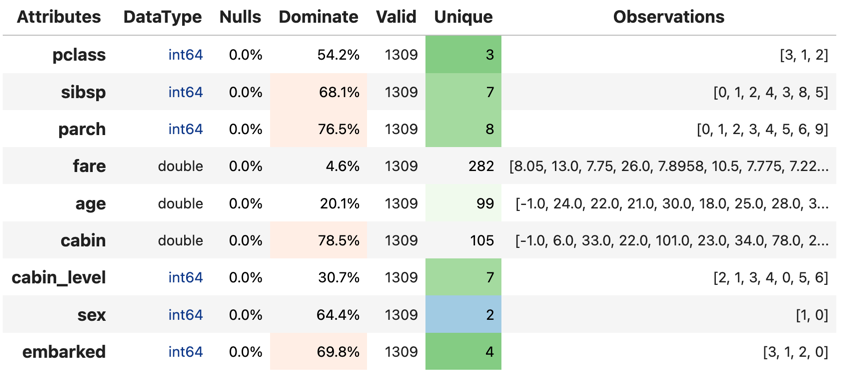 Attributes DataType Nulls Dominate Valid Unique Observations
pclass int64 0.0% 54.2% 1309 3 [3, 1, 2]
sibsp int64 0.0% 68.1% 1309 7 [0, 1, 2, 4, 3, 8, 5]
parch int64 0.0% 76.5% 1309 8 [0, 1, 2, 3, 4, 5, 6, 9]
fare double 0.0% 4.6% 1309 282 [8.05, 13.0, 7.75, 26.0, 7.8958, 10.5, 7.775, 7.22...
age double 0.0% 20.1% 1309 99 [-1.0, 24.0, 22.0, 21.0, 30.0, 18.0, 25.0, 28.0, 3...
cabin double 0.0% 78.5% 1309 105 [-1.0, 6.0, 33.0, 22.0, 101.0, 23.0, 34.0, 78.0, 2...
cabin_level int64 0.0% 30.7% 1309 7 [2, 1, 3, 4, 0, 5, 6]
sex int64 0.0% 64.4% 1309 2 [1, 0]
embarked int64 0.0% 69.8% 1309 4 [3, 1, 2, 0]